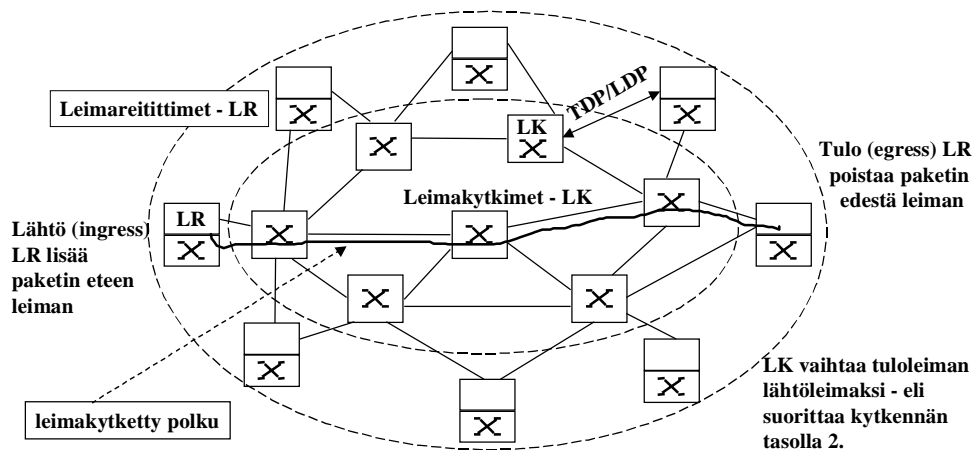 Leimareitittimet - LR
TDP/LDP
LK
Tulo (egress) LR
poistaa paketin
edestä leiman
Leimakytkimet - LK
LR
Lähtö (ingress)
LR lisää
paketin eteen
leiman
LK vaihtaa tuloleiman
lähtöleimaksi - eli
suorittaa kytkennän
tasolla 2.
leimakytketty polku